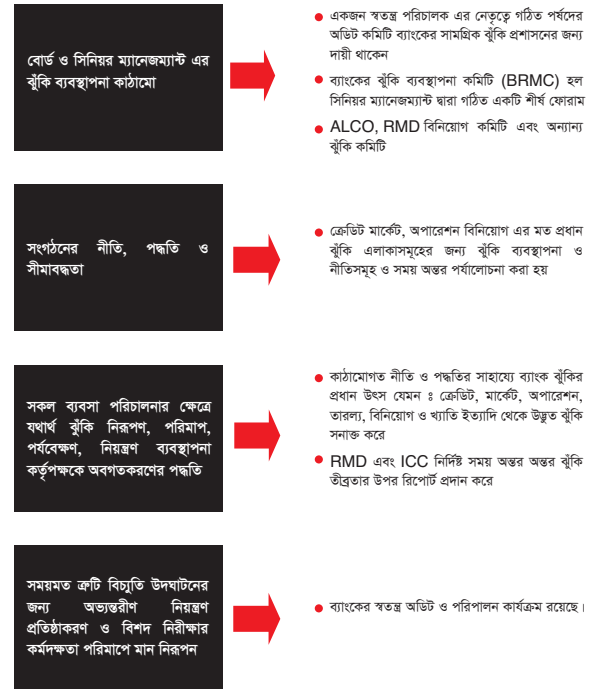 বোর্ড ও সিনিয়র ম্যানেজম্যান্ট এর
ঝুঁকি ব্যবস্থাপনা কাঠামো
একজন স্বতন্ত্র পরিচালক এর নেতৃত্বে গঠিত পর্ষদের
অডিট কমিটি ব্যাংকের সামগ্রিক ঝুঁকি প্রশাসনের জন্য
দায়ী থাকেন
ব্যাংকের ঝুঁকি ব্যবস্থাপনা কমিটি (BRMC) হল
সিনিয়র ম্যানেজম্যান্ট দ্বারা গঠিত একটি শীর্ষ ফোরাম
ALCO, RMD বিনিয়োগ কমিটি এবং অন্যান্য
ঝুঁকি কমিটি
সংগঠনের নীতি, পদ্ধতি ও
সীমাবদ্ধতা
ক্রেডিট মার্কেট, অপারেশন বিনিয়োগ এর মত প্রধান
ঝুঁকি এলাকাসমূহের জন্য ঝুঁকি ব্যবস্থাপনা ও
নীতিসমূহ ও সময় অন্তর পর্যালোচনা করা হয়
সকল ব্যবসা পরিচালনার ক্ষেত্রে
যথার্থ ঝুঁকি নিরূপণ, পরিমাপ,
পর্যবেক্ষণ, নিয়ন্ত্রণ ব্যবস্থাপনা
কর্তৃপক্ষকে অবগতকরণের পদ্ধতি
কাঠামোগত নীতি ও পদ্ধতির সাহায্যে ব্যাংক ঝুঁকির
প্রধান উৎস যেমন ঃ ক্রেডিট, মার্কেট, অপারেশন,
তারল্য, বিনিয়োগ ও খ্যাতি ইত্যাদি থেকে উদ্ভুত ঝুঁকি
সনাক্ত করে
RMD এবং ICC নির্দিষ্ট সময় অন্তর অন্তর ঝুঁকি
তীব্রতার উপর রিপোর্ট প্রদান করে
সময়মত ত্রুটি বিচ্যুতি উদঘাটনের
জন্য অভ্যন্তরীণ নিয়ন্ত্রণ
প্রতিষ্ঠাকরণ ও বিশদ নিরীক্ষার
কর্মদক্ষতা পরিমাপে মান নিরূপন
ব্যাংকের স্বতন্ত্র অডিট ও পরিপালন কার্যক্রম রয়েছে।